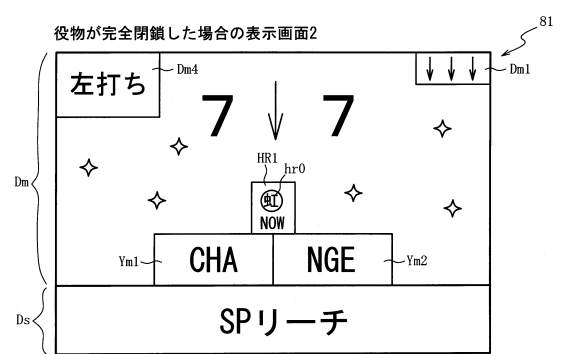 役物が完全閉鎖した場合の表示画面2
81
左打ち
Dm4
Dm1
7 ↓ 7
Dm
HR1
hr0
虹
NOW
Ym1
CHA
NGE
Ym2
Ds
SPリーチ